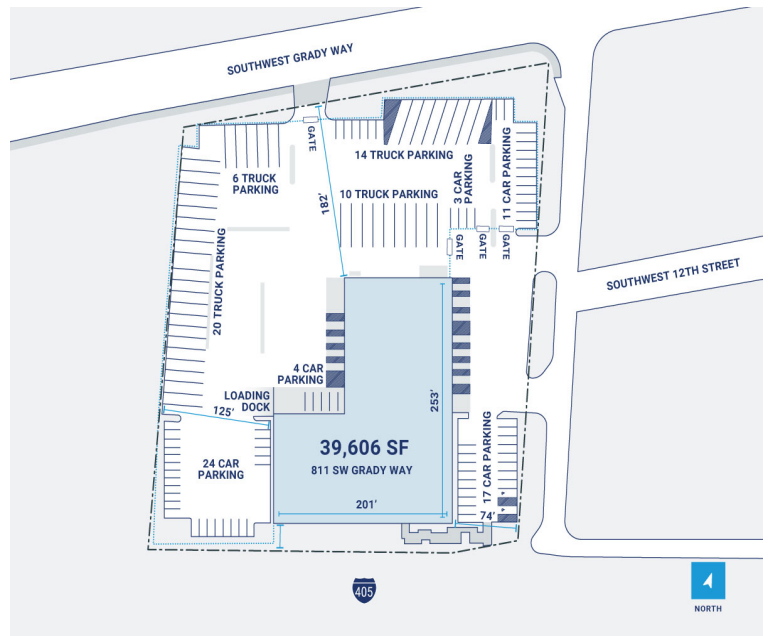 SOUTHWEST GRADY WAY
GATE
14 TRUCK PARKING
6 TRUCK
PARKING
10 TRUCK PARKING
3 CAR
PARKING
11 CAR PARKING
182'
GATE
GATE
GATE
SOUTHWEST 12TH STREET
20 TRUCK PARKING
4 CAR
PARKING
LOADING
DOCK
125'
253'
39,606 SF
811 SW GRADY WAY
24 CAR
PARKING
17 CAR PARKING
201'
74'
405
NORTH